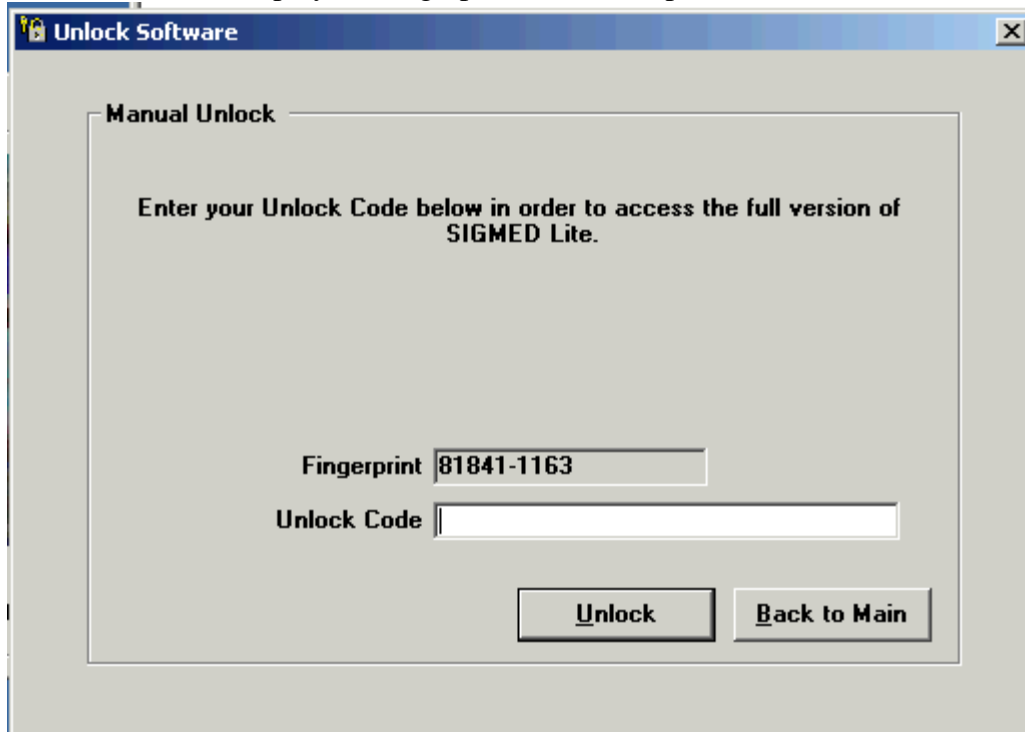 Unlock Software
Manual Unlock
Enter your Unlock Code below in order to access the full version of
SIGMED Lite.
Fingerprint 81841-1163
Unlock Code
Unlock Back to Main